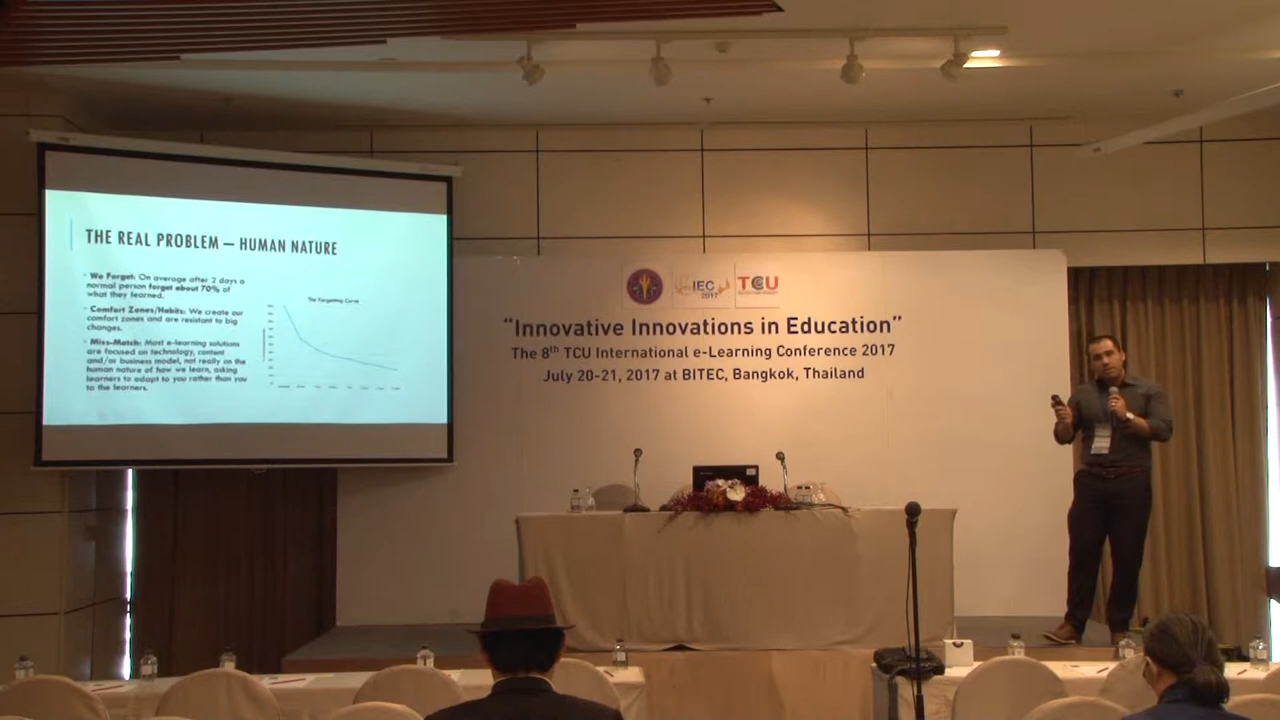 THE REAL PROBLEM – HUMAN NATURE
We Forget: On average after 2 days a
normal person forget about 70% of
what they learned.
Comfort Zones/Habits: We create our
comfort zones and are resistant to big
changes.
Miss-Match: Most e-learning solutions
are focused on technology, content
and/or business model, not really on the
human nature of how we learn, asking
learners to adapt to you rather than you
to the learners.
The Forgetting Curve
IEC
2017
TCU
“Innovative Innovations in Education”
The 8th TCU International e-Learning Conference 2017
July 20-21, 2017 at BITEC, Bangkok, Thailand